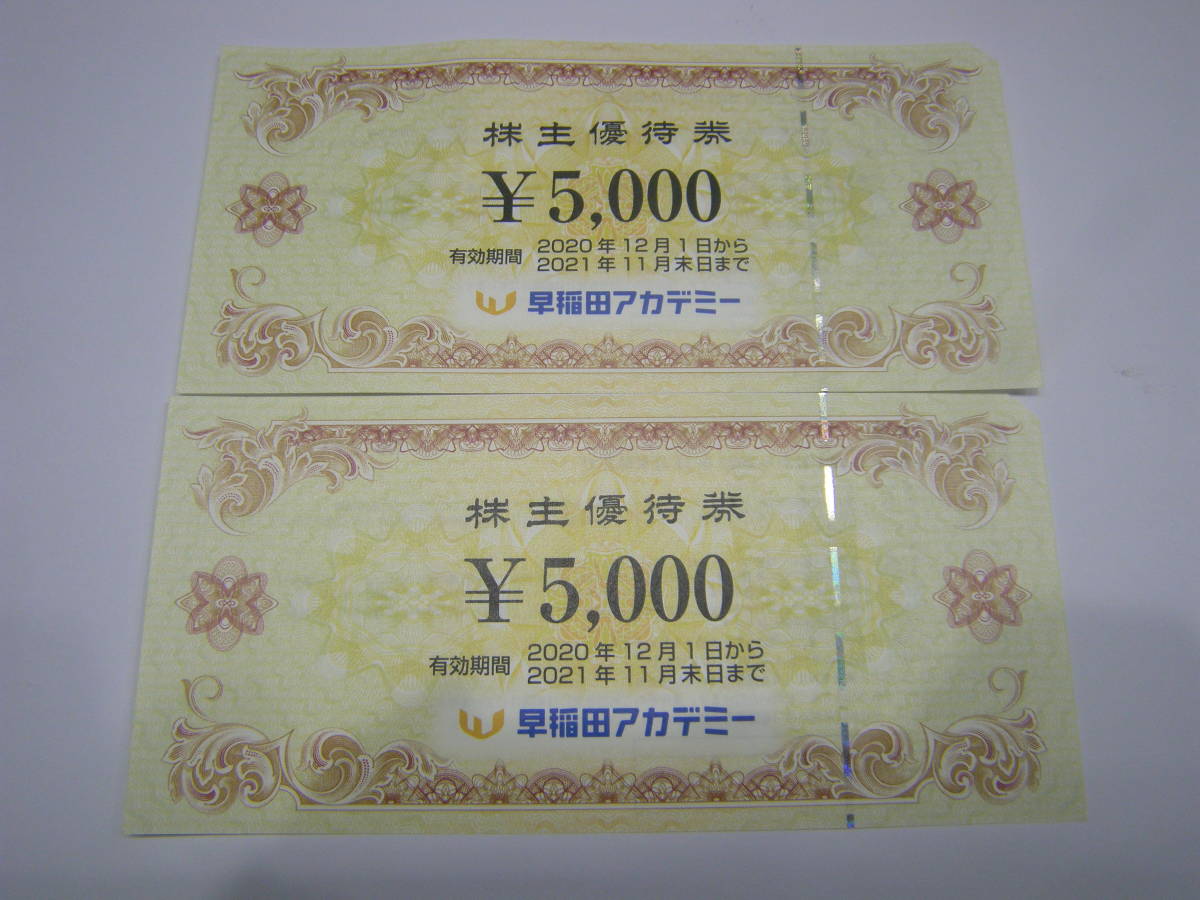 株主優待券
¥5,000
有効期間 2020年12月1日から
2021年11月末日まで
早稲田アカデミー
株主優待券
¥5,000
有効期間 2020年12月1日から
2021年11月末日まで
早稲田アカデミー